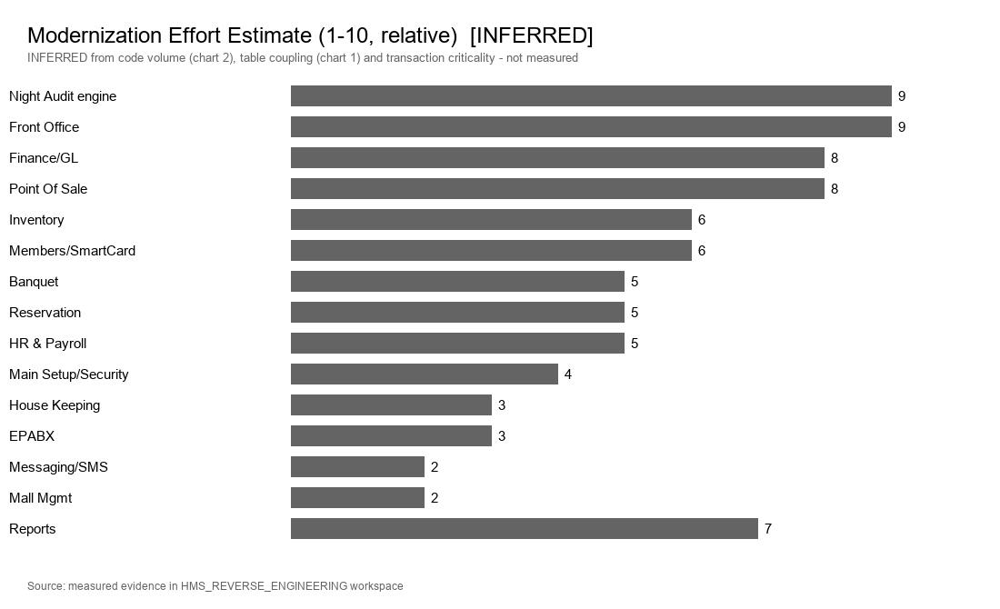 Modernization Effort Estimate (1-10, relative)  [INFERRED]
INFERRED from code volume (chart 2), table coupling (chart 1) and transaction criticality - not measured
Night Audit engine 9
Front Office 9
Finance/GL 8
Point Of Sale 8
Inventory 6
Members/SmartCard 6
Banquet 5
Reservation 5
HR & Payroll 5
Main Setup/Security 4
House Keeping 3
EPABX 3
Messaging/SMS 2
Mall Mgmt 2
Reports 7
Source: measured evidence in HMS_REVERSE_ENGINEERING workspace